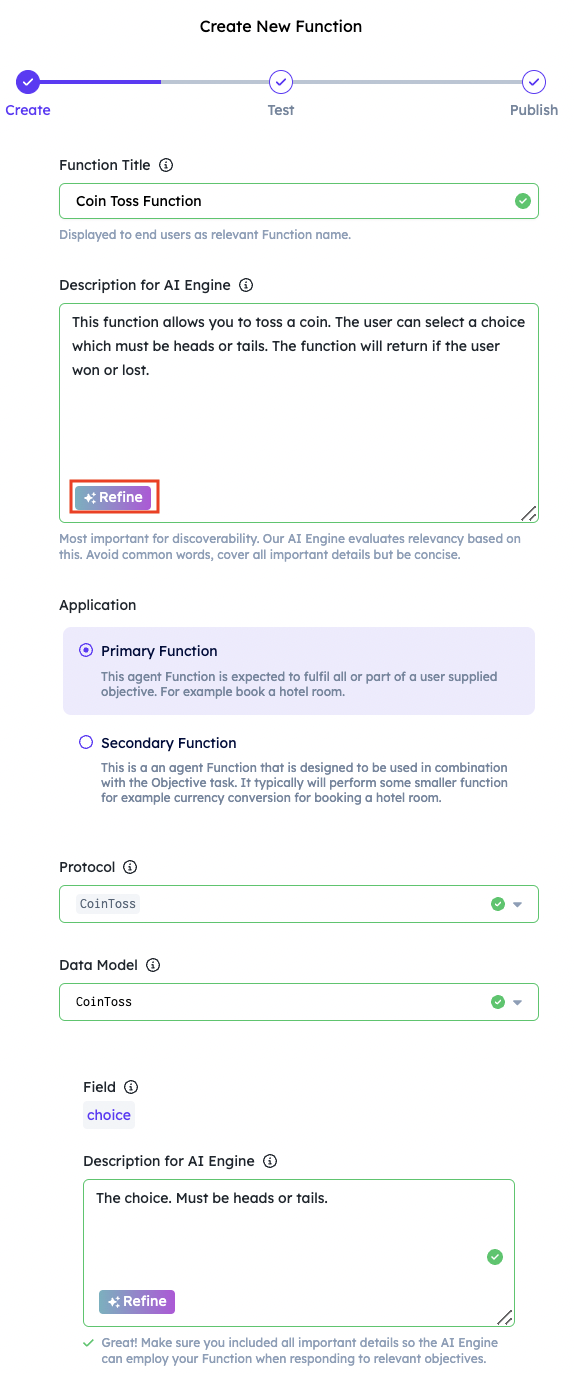 Create New Function
Create
Test
Publish
Function Title
Coin Toss Function
Displayed to end users as relevant Function name.
Description for AI Engine
This function allows you to toss a coin. The user can select a choice
which must be heads or tails. The function will return if the user
won or lost.
Refine
Most important for discoverability. Our AI Engine evaluates relevancy based on
this. Avoid common words, cover all important details but be concise.
Application
Primary Function
This agent Function is expected to fulfil all or part of a user supplied
objective. For example book a hotel room.
Secondary Function
This is a an agent Function that is designed to be used in combination
with the Objective task. It typically will perform some smaller function
for example currency conversion for booking a hotel room.
Protocol
CoinToss
Data Model
CoinToss
Field
choice
Description for AI Engine
The choice. Must be heads or tails.
Refine
Great! Make sure you included all important details so the AI Engine
can employ your Function when responding to relevant objectives.